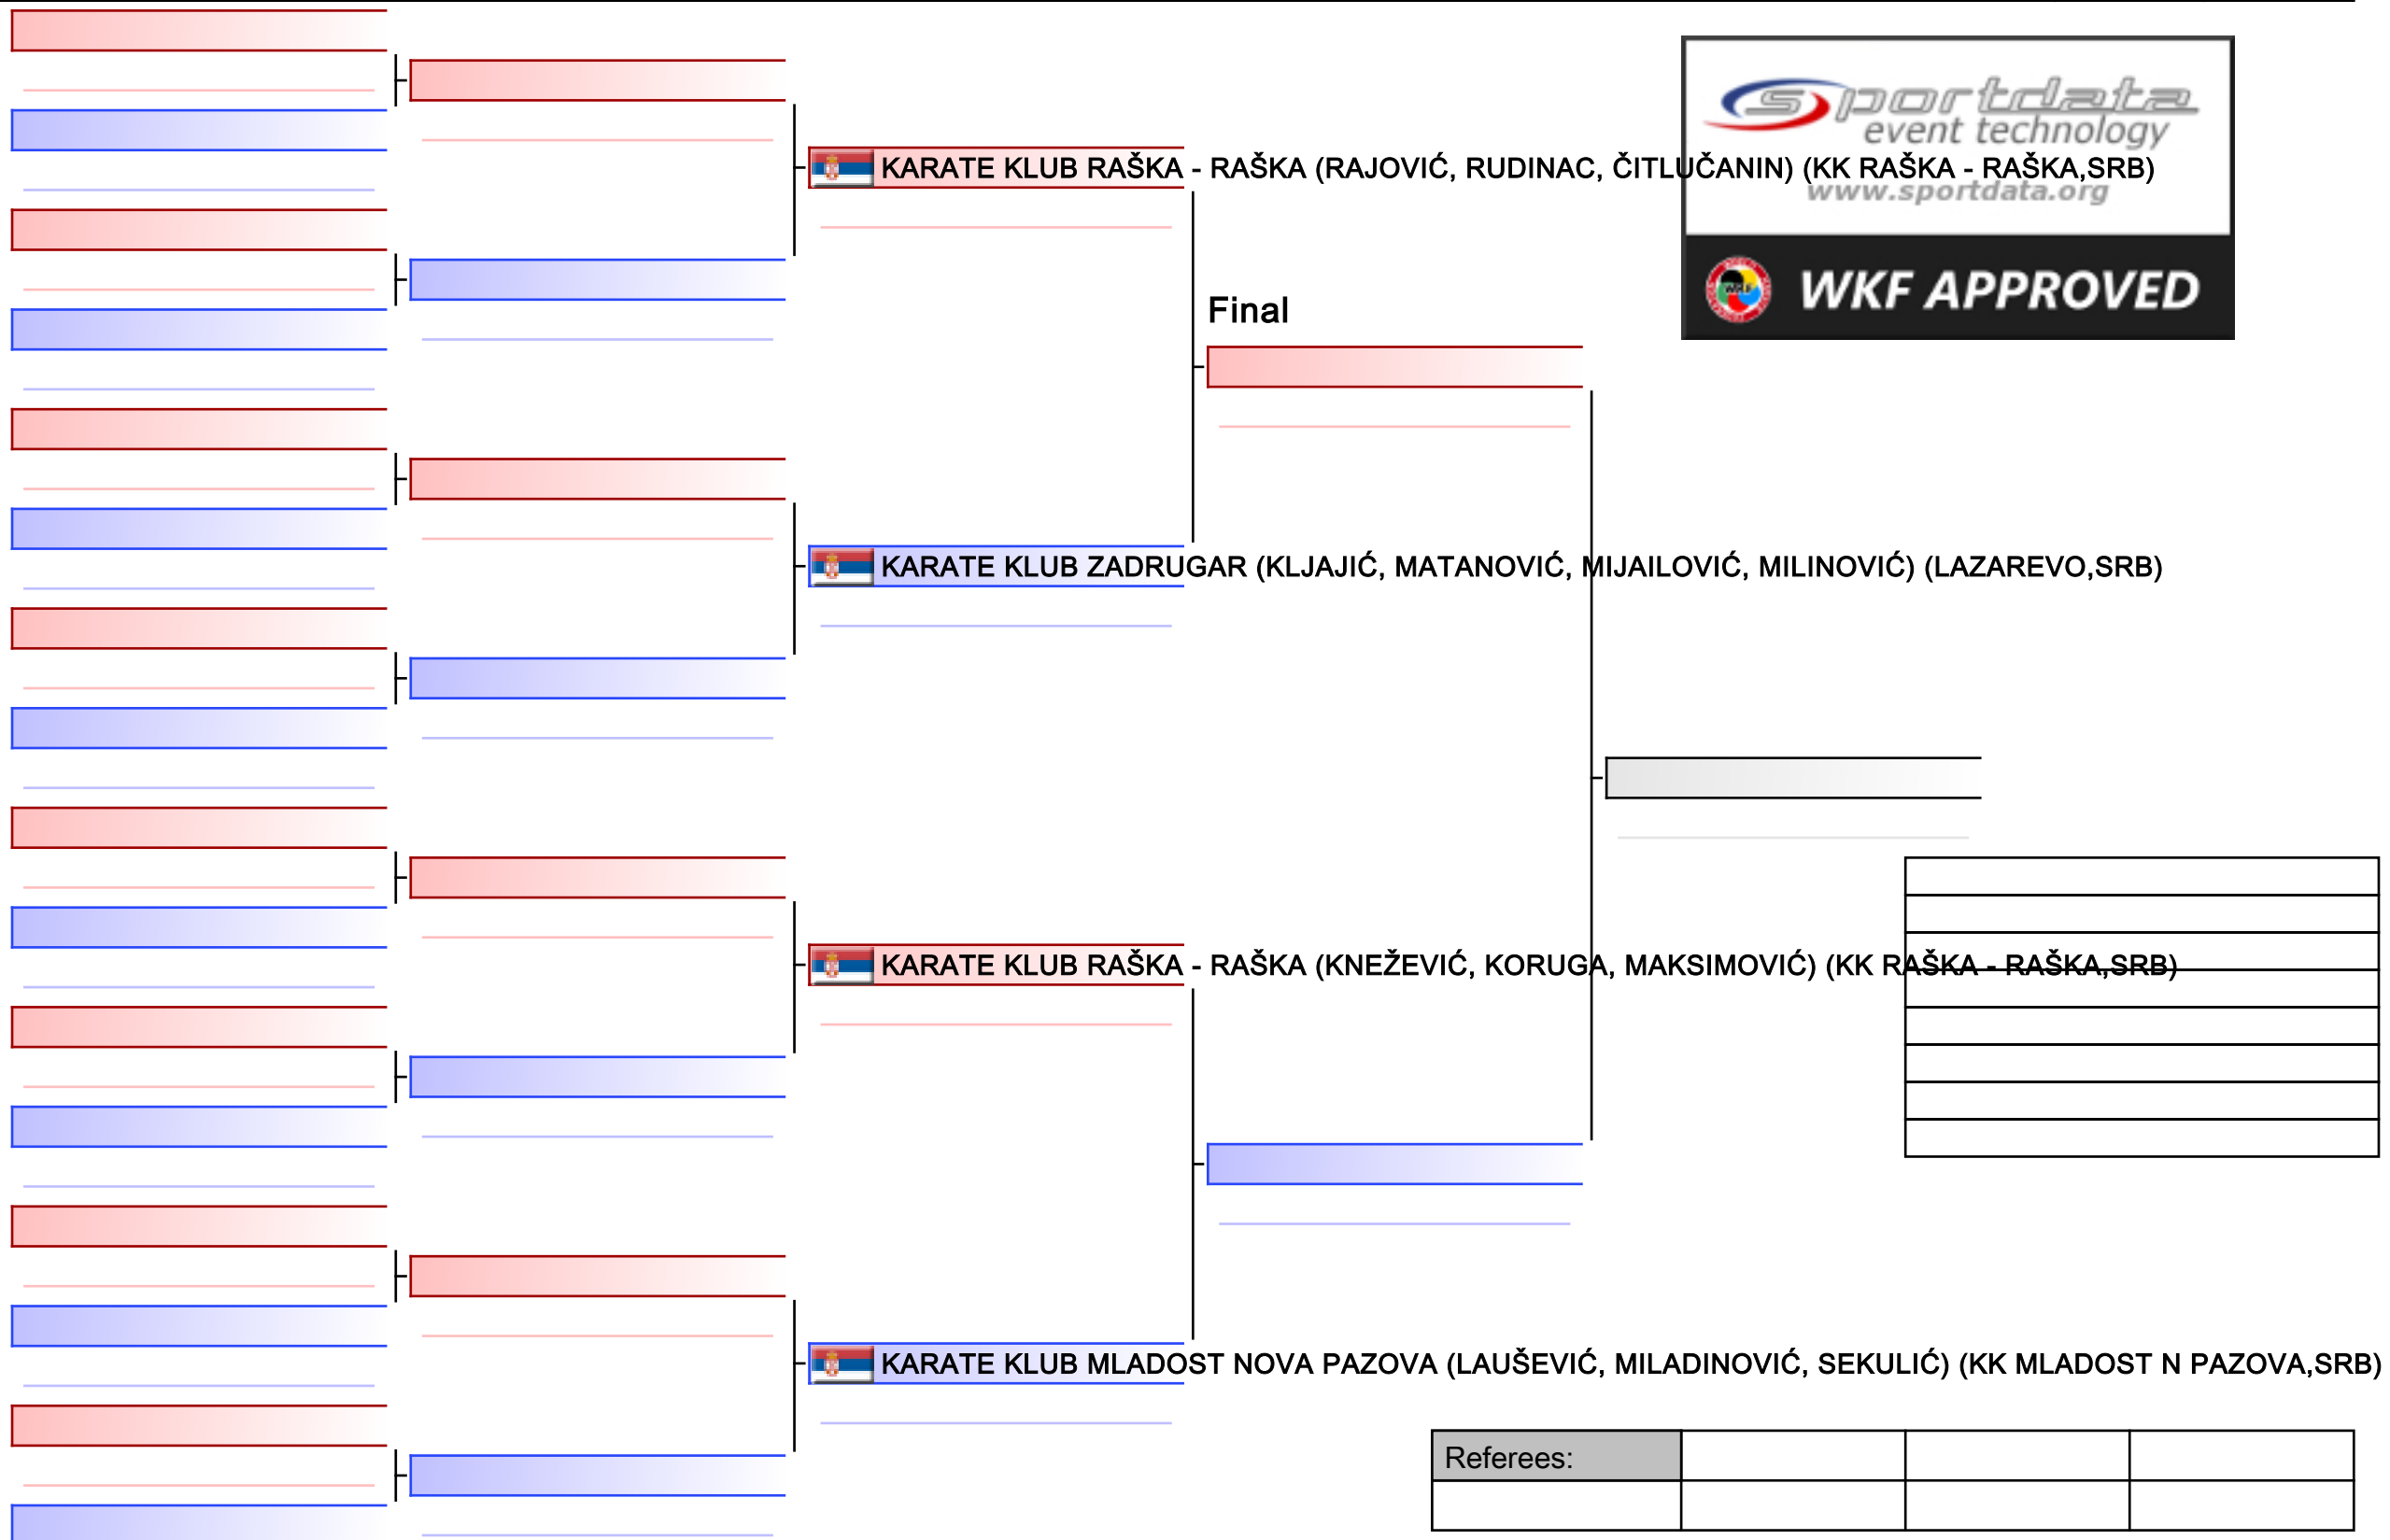 sportdata
event technology
KARATE KLUB RAŠKA - RAŠKA (RAJOVIĆ, RUDINAC, ČITLUČANIN) (KK RAŠKA - RAŠKA,SRB)
www.sportdata.org
WKF APPROVED
Final
KARATE KLUB ZADRUGAR (KLJAJIĆ, MATANOVIĆ, MIJAILOVIĆ, MILINOVIĆ) (LAZAREVO,SRB)
KARATE KLUB RAŠKA - RAŠKA (KNEŽEVIĆ, KORUGA, MAKSIMOVIĆ) (KK RAŠKA - RAŠKA,SRB)
KARATE KLUB MLADOST NOVA PAZOVA (LAUŠEVIĆ, MILADINOVIĆ, SEKULIĆ) (KK MLADOST N PAZOVA,SRB)
Referees: